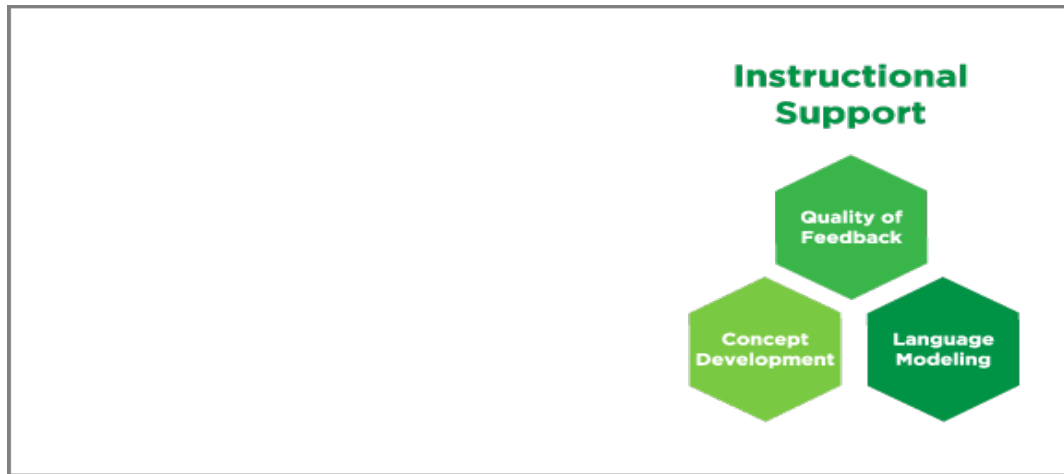 Instructional
Support
Quality of
Feedback
Concept
Development
Language
Modeling